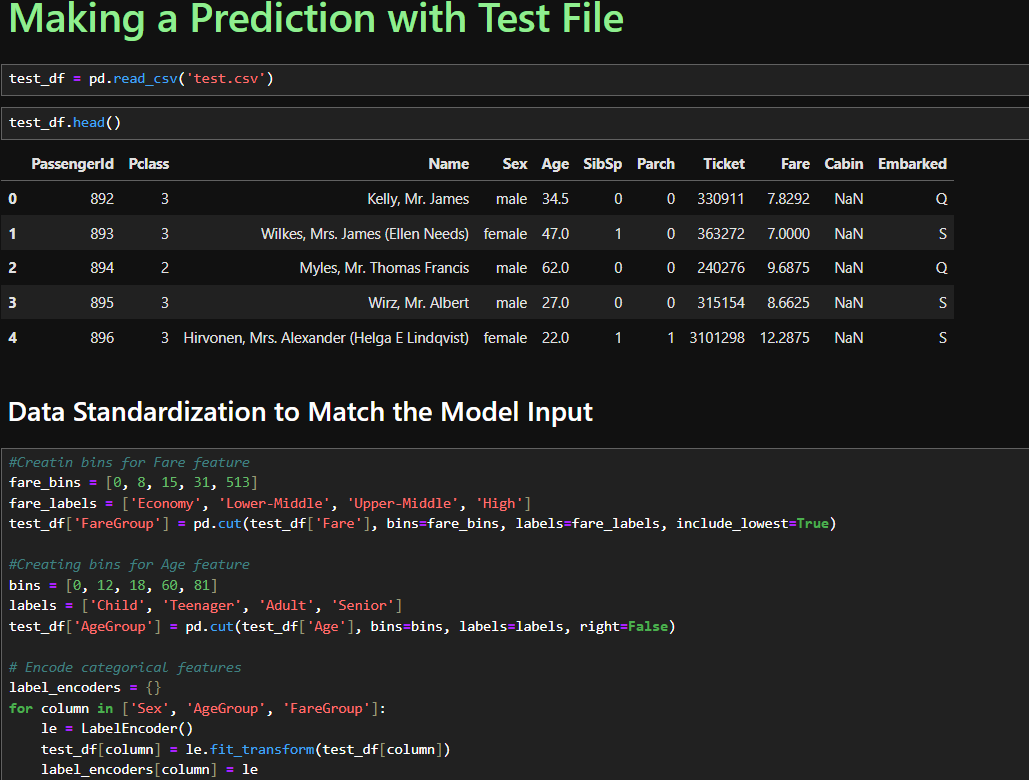 Making a Prediction with Test File
test_df = pd.read_csv('test.csv')
test_df.head()
PassengerId Pclass Name Sex Age SibSp Parch Ticket Fare Cabin Embarked
0 892 3 Kelly, Mr. James male 34.5 0 0 330911 7.8292 NaN Q
1 893 3 Wilkes, Mrs. James (Ellen Needs) female 47.0 1 0 363272 7.0000 NaN S
2 894 2 Myles, Mr. Thomas Francis male 62.0 0 0 240276 9.6875 NaN Q
3 895 3 Wirz, Mr. Albert male 27.0 0 0 315154 8.6625 NaN S
4 896 3 Hirvonen, Mrs. Alexander (Helga E Lindqvist) female 22.0 1 1 3101298 12.2875 NaN S
Data Standardization to Match the Model Input
#Creatin bins for Fare feature
fare_bins = [0, 8, 15, 31, 513]
fare_labels = ['Economy', 'Lower-Middle', 'Upper-Middle', 'High']
test_df['FareGroup'] = pd.cut(test_df['Fare'], bins=fare_bins, labels=fare_labels, include_lowest=True)
#Creating bins for Age feature
bins = [0, 12, 18, 60, 81]
labels = ['Child', 'Teenager', 'Adult', 'Senior']
test_df['AgeGroup'] = pd.cut(test_df['Age'], bins=bins, labels=labels, right=False)
# Encode categorical features
label_encoders = {}
for column in ['Sex', 'AgeGroup', 'FareGroup']:
    le = LabelEncoder()
    test_df[column] = le.fit_transform(test_df[column])
    label_encoders[column] = le